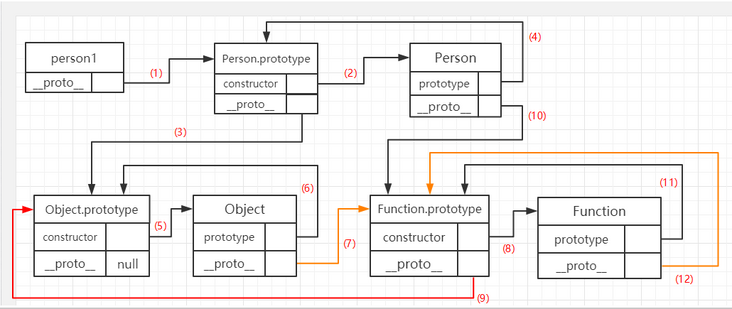 person1
__proto__
(1)
Person.prototype
constructor
__proto__
(2)
Person
prototype
__proto__
(4)
(10)
(3)
Object.prototype
constructor
__proto__ null
(5)
Object
prototype
__proto__
(6)
(7)
Function.prototype
constructor
__proto__
(8)
Function
prototype
__proto__
(11)
(12)
(9)